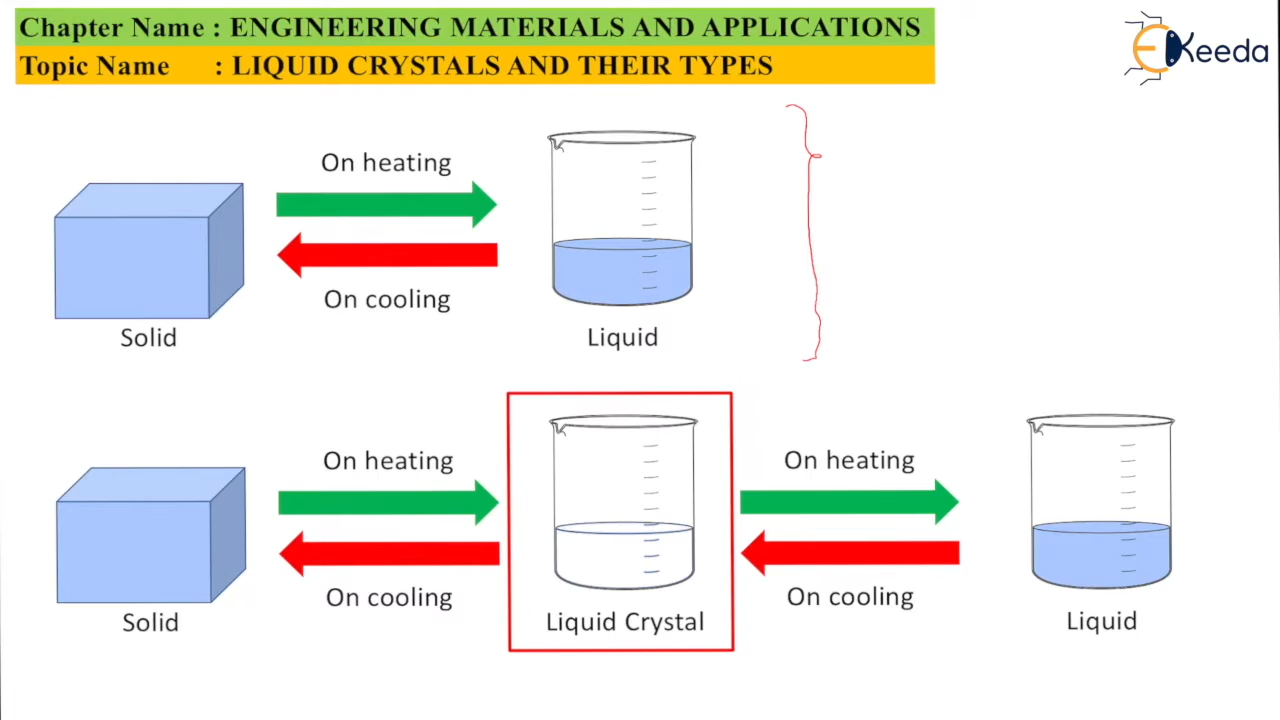 Chapter Name : ENGINEERING MATERIALS AND APPLICATIONS
Topic Name : LIQUID CRYSTALS AND THEIR TYPES
EKeeda
On heating
On cooling
Solid
Liquid
On heating
On heating
On cooling
On cooling
Solid
Liquid Crystal
Liquid